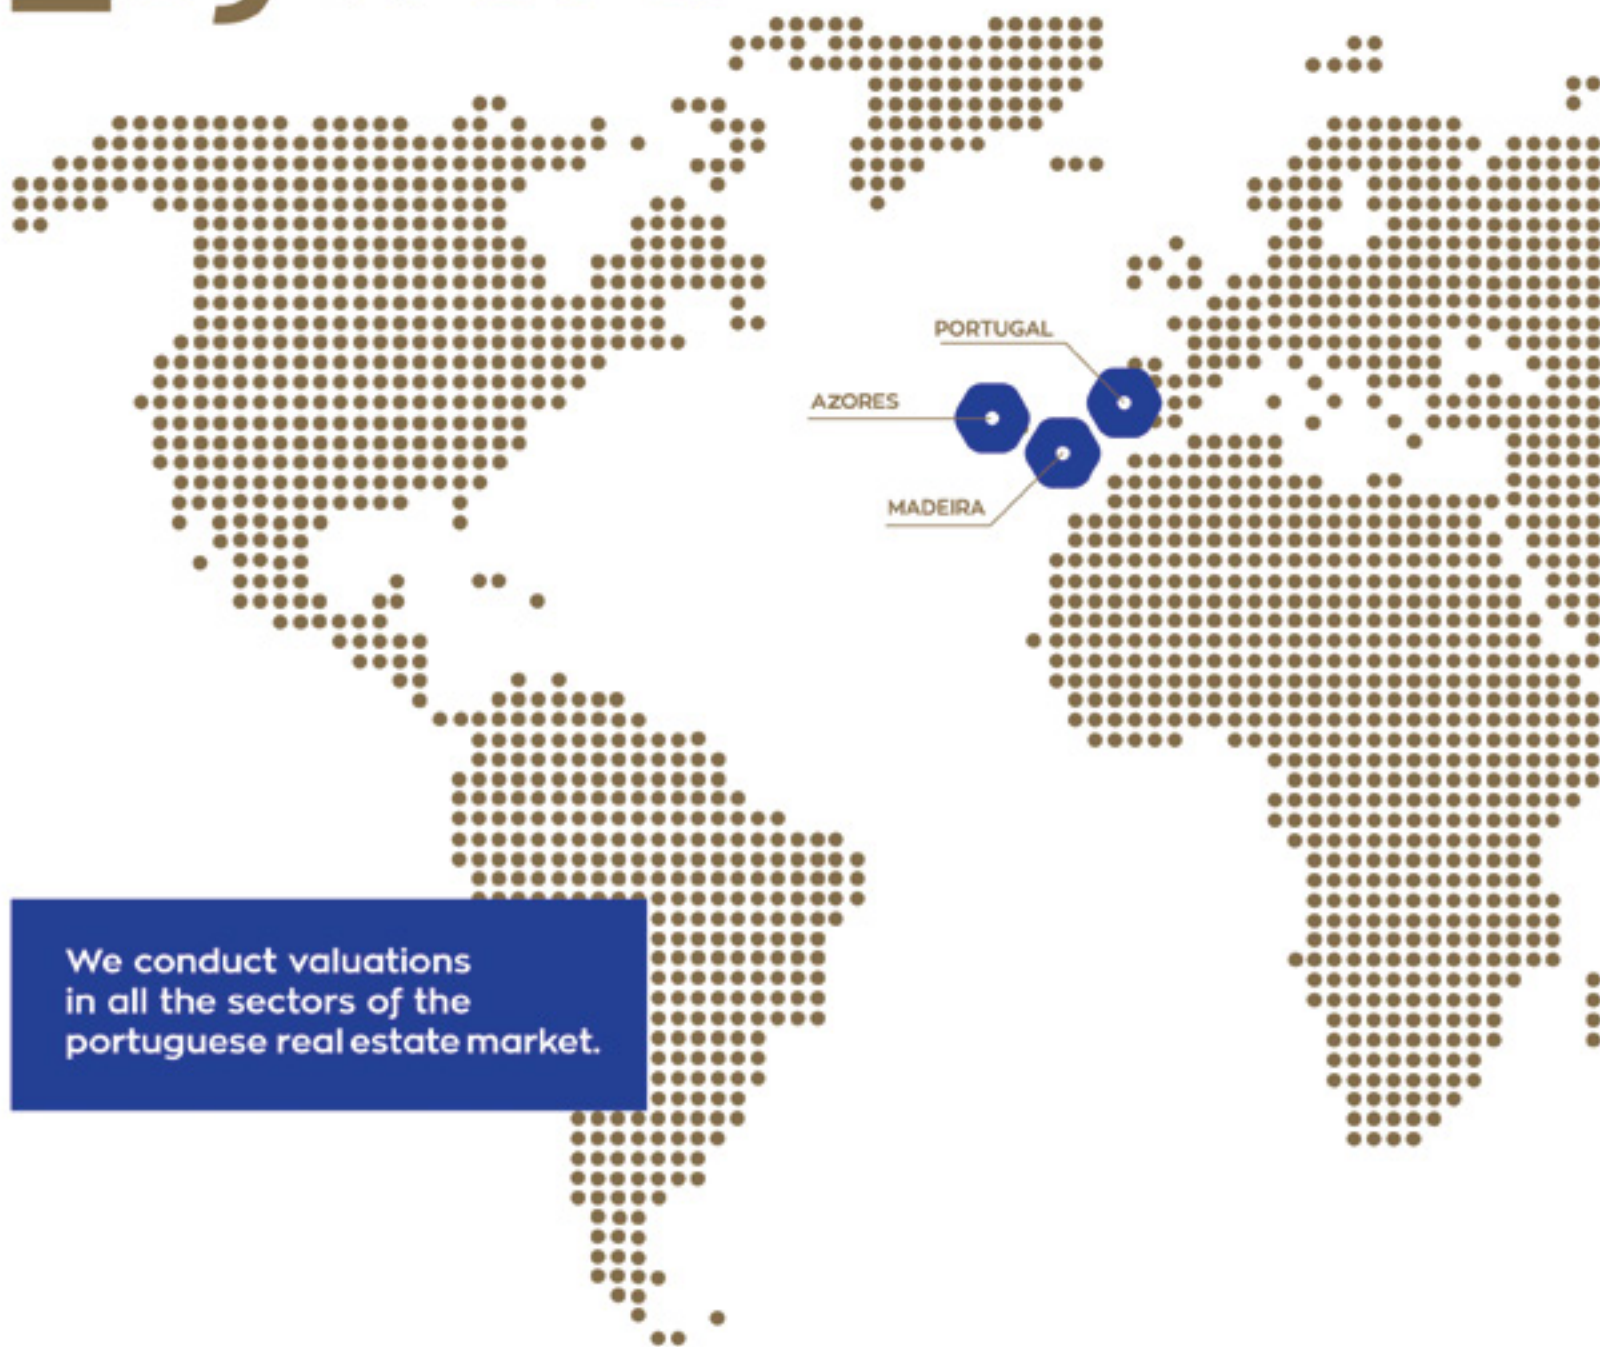 PORTUGAL
AZORES
MADEIRA
We conduct valuations
in all the sectors of the
portuguese real estate market.